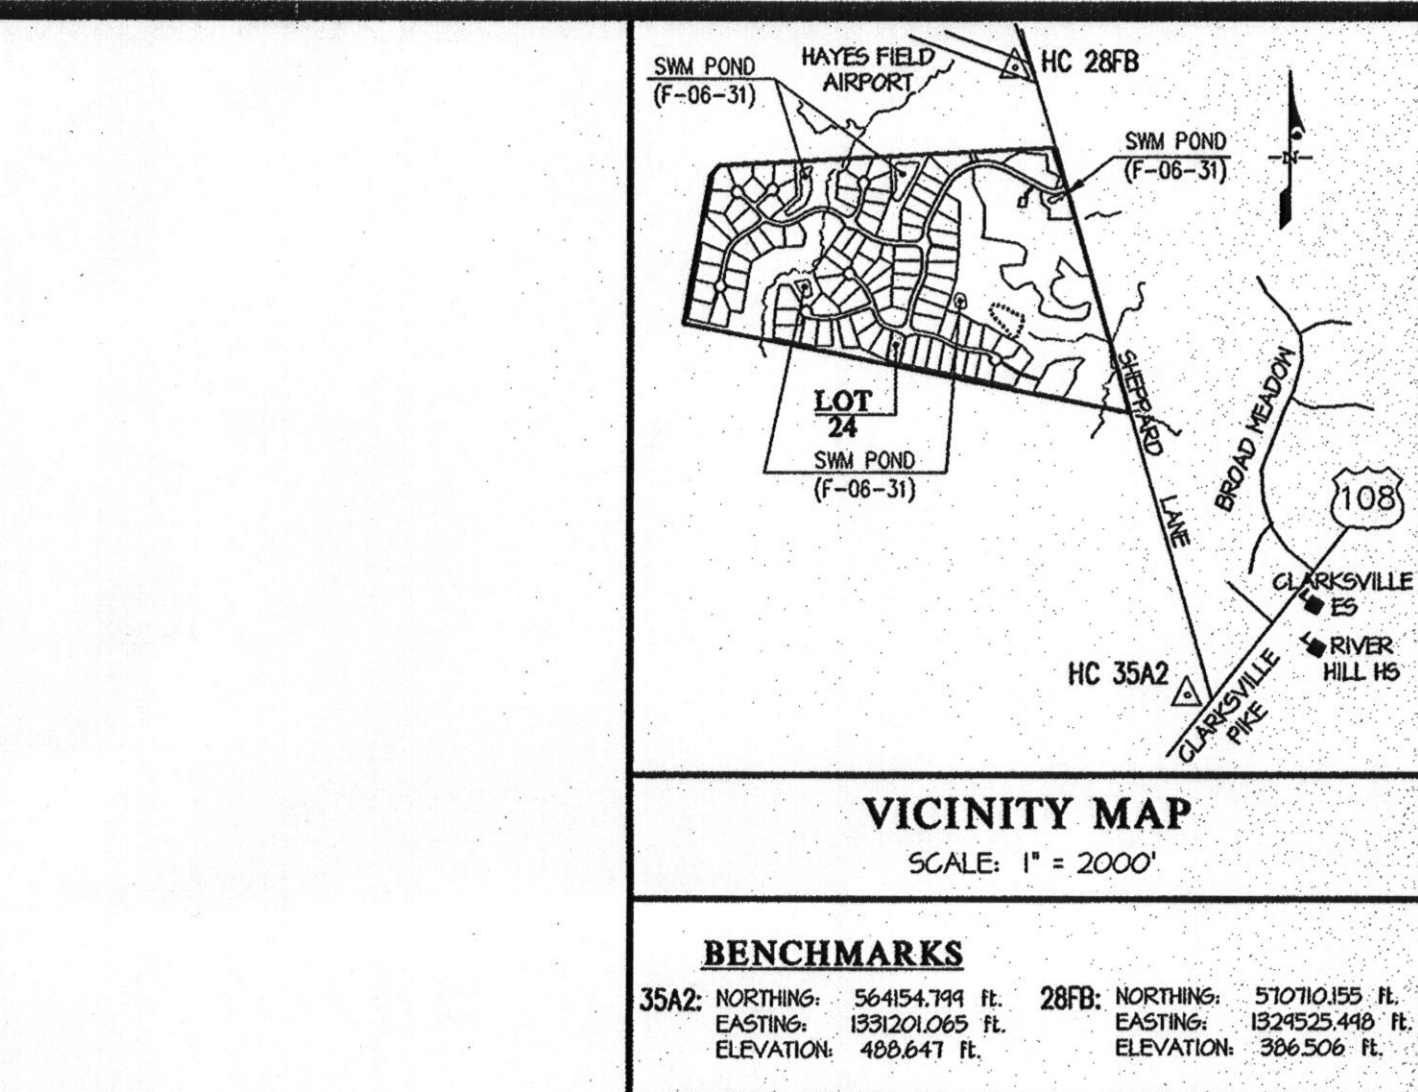 HAYES FIELD
AIRPORT
HC 28FB
SWM POND
(F-06-31)
SWM POND
(F-06-31)
N
LOT
24
SWM POND
(F-06-31)
SHEPPARD
LANE
BROAD MEADOW
108
CLARKSVILLE
ES
RIVER
HILL HS
HC 35A2
CLARKSVILLE
PIKE
VICINITY MAP
SCALE: 1" = 2000'
BENCHMARKS
35A2: NORTHING: 564154.799 ft.
EASTING: 1331201.065 ft.
ELEVATION: 488.647 ft.
28FB: NORTHING: 570710.155 ft.
EASTING: 1329525.498 ft.
ELEVATION: 386.506 ft.